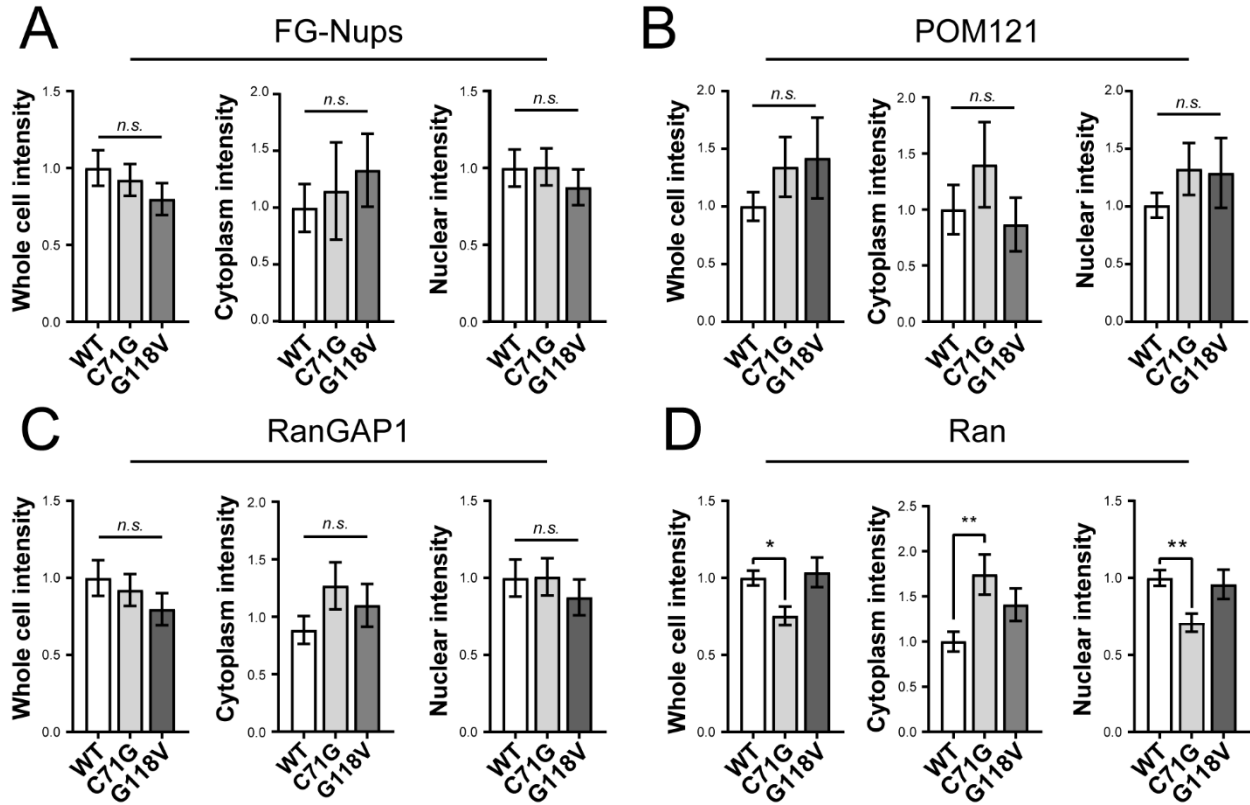 A
FG-Nups
Whole cell intensity
1.5
1.0
0.5
0.0
n.s.
WT
C71G
G118V
Cytoplasm intensity
2.0
1.5
1.0
0.5
0.0
n.s.
WT
C71G
G118V
Nuclear intensity
1.5
1.0
0.5
0.0
n.s.
WT
C71G
G118V
B
POM121
Whole cell intesity
2.0
1.5
1.0
0.5
0.0
n.s.
WT
C71G
G118V
Cytoplasm intensity
2.0
1.5
1.0
0.5
0.0
n.s.
WT
C71G
G118V
Nuclear intesity
2.0
1.5
1.0
0.5
0.0
n.s.
WT
C71G
G118V
C
RanGAP1
Whole cell intensity
1.5
1.0
0.5
0.0
n.s.
WT
C71G
G118V
Cytoplasm intensity
2.0
1.5
1.0
0.5
0.0
n.s.
WT
C71G
G118V
Nuclear intensity
1.5
1.0
0.5
0.0
n.s.
WT
C71G
G118V
D
Ran
Whole cell intensity
1.5
1.0
0.5
0.0
*
WT
C71G
G118V
Cytoplasm intensity
2.5
2.0
1.5
1.0
0.5
0.0
**
WT
C71G
G118V
Nuclear intensity
1.5
1.0
0.5
0.0
**
WT
C71G
G118V